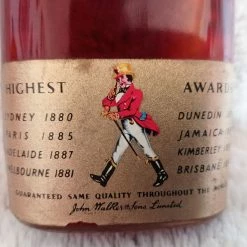 HIGHEST AWARD
SYDNEY 1880 DUNEDIN
PARIS 1885 JAMAICA
ADELAIDE 1887 KIMBERLEY
MELBOURNE 1881 BRISBANE
GUARANTEED SAME QUALITY THROUGHOUT THE
John Walker & Sons Limited